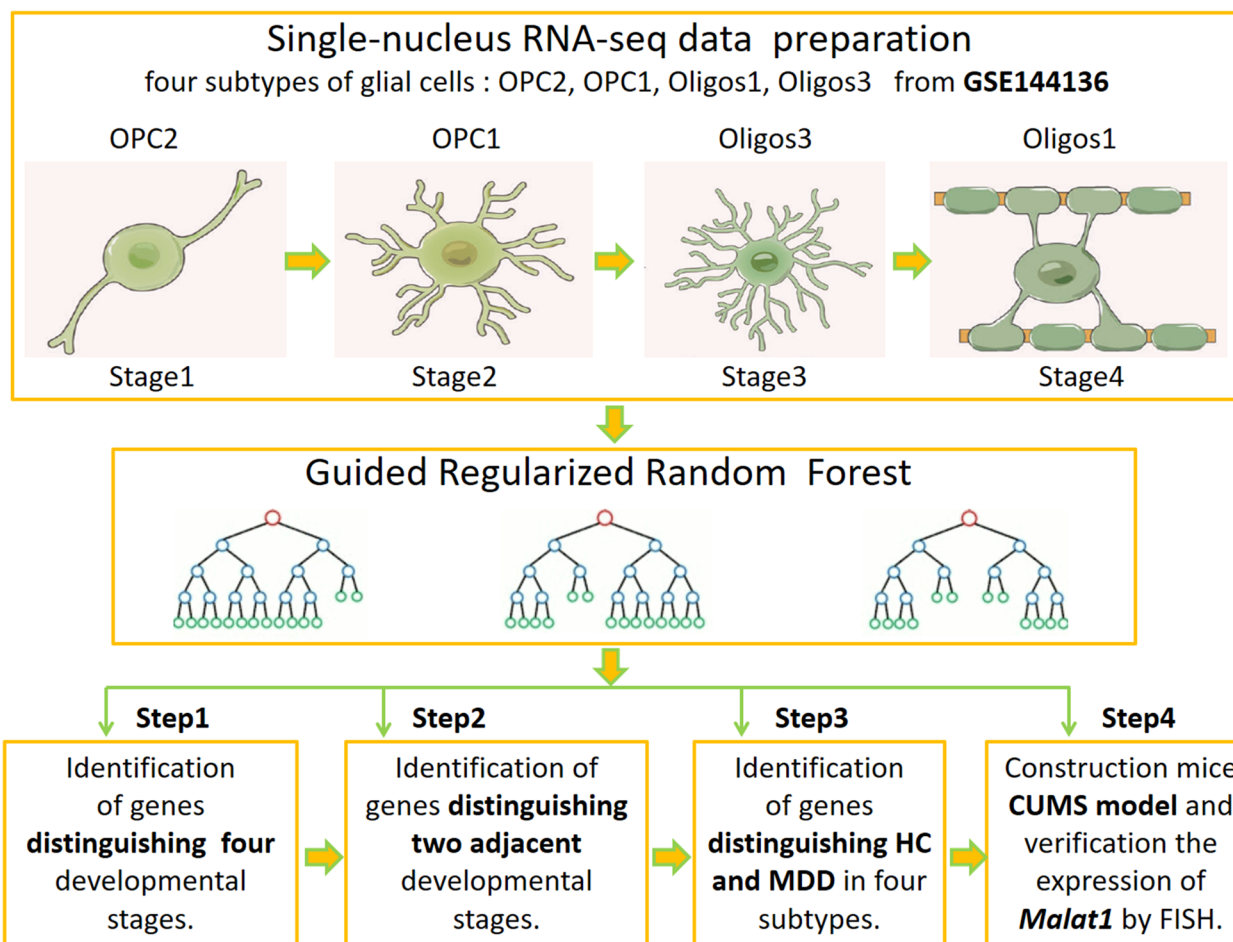 Single-nucleus RNA-seq data preparation
four subtypes of glial cells : OPC2, OPC1, Oligos1, Oligos3 from GSE144136
OPC2
OPC1
Oligos3
Oligos1
Stage1
Stage2
Stage3
Stage4
Guided Regularized Random Forest
Step1
Step2
Step3
Step4
Identification
of genes
distinguishing four
developmental
stages.
Identification of
genes distinguishing
two adjacent
developmental
stages.
Identification
of genes
distinguishing HC
and MDD in four
subtypes.
Construction mice
CUMS model and
verification the
expression of
Malat1 by FISH.